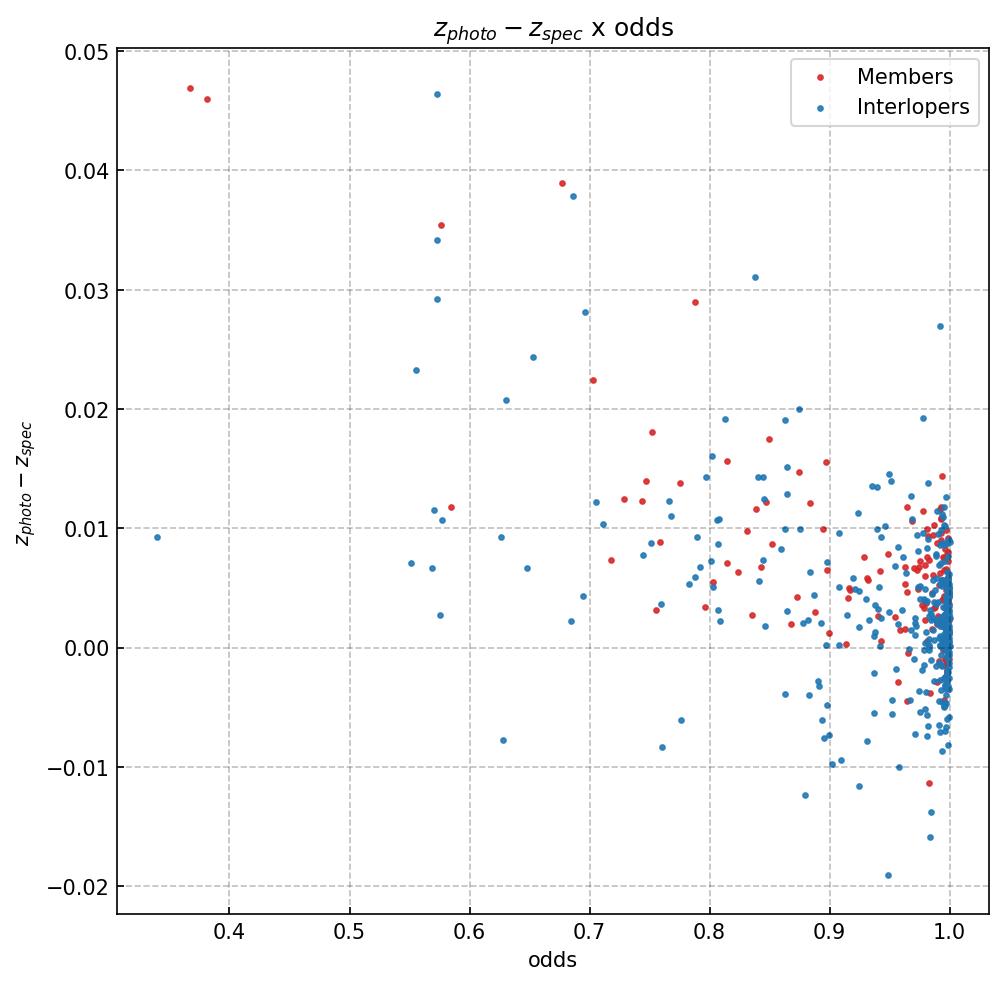 z_photo − z_spec x odds
Members
Interlopers
0.05
0.04
0.03
0.02
0.01
0.00
−0.01
−0.02
z_photo − z_spec
0.4 0.5 0.6 0.7 0.8 0.9 1.0
odds